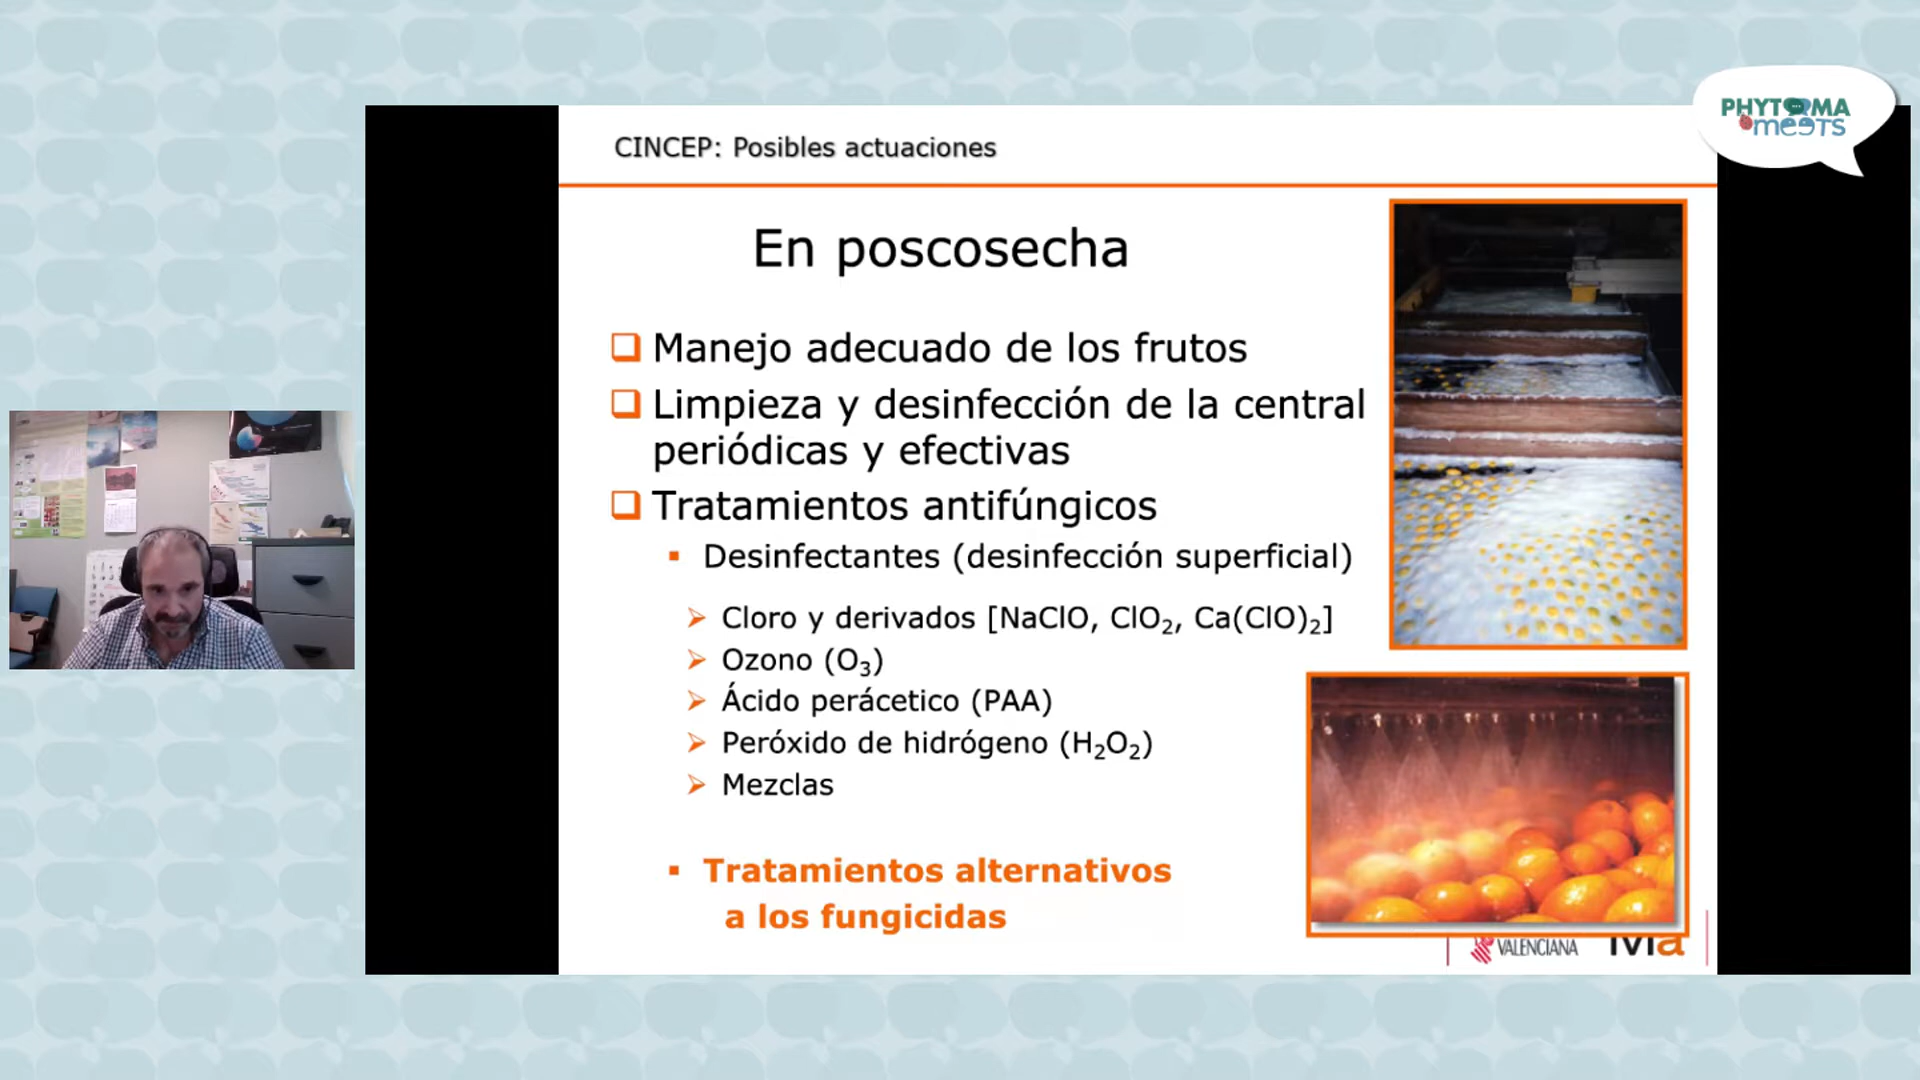 PHYTOMA
meets
CINCEP: Posibles actuaciones
En poscosecha
Manejo adecuado de los frutos
Limpieza y desinfección de la central
periódicas y efectivas
Tratamientos antifúngicos
Desinfectantes (desinfección superficial)
Cloro y derivados [NaClO, ClO₂, Ca(ClO)₂]
Ozono (O₃)
Ácido perácetico (PAA)
Peróxido de hidrógeno (H₂O₂)
Mezclas
Tratamientos alternativos
a los fungicidas
VALENCIANA